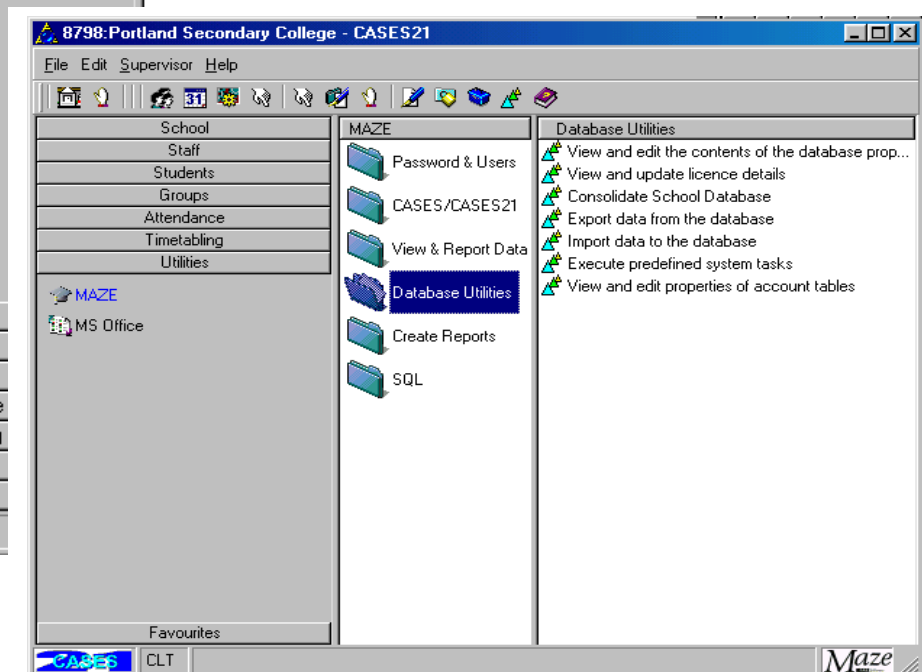 8798:Portland Secondary College - CASES21
File Edit Supervisor Help
31
School
Staff
Students
Groups
Attendance
Timetabling
Utilities
MAZE
MS Office
Favourites
MAZE
Password & Users
CASES/CASES21
View & Report Data
Database Utilities
Create Reports
SQL
Database Utilities
View and edit the contents of the database prop...
View and update licence details
Consolidate School Database
Export data from the database
Import data to the database
Execute predefined system tasks
View and edit properties of account tables
CASES CLT
Maze